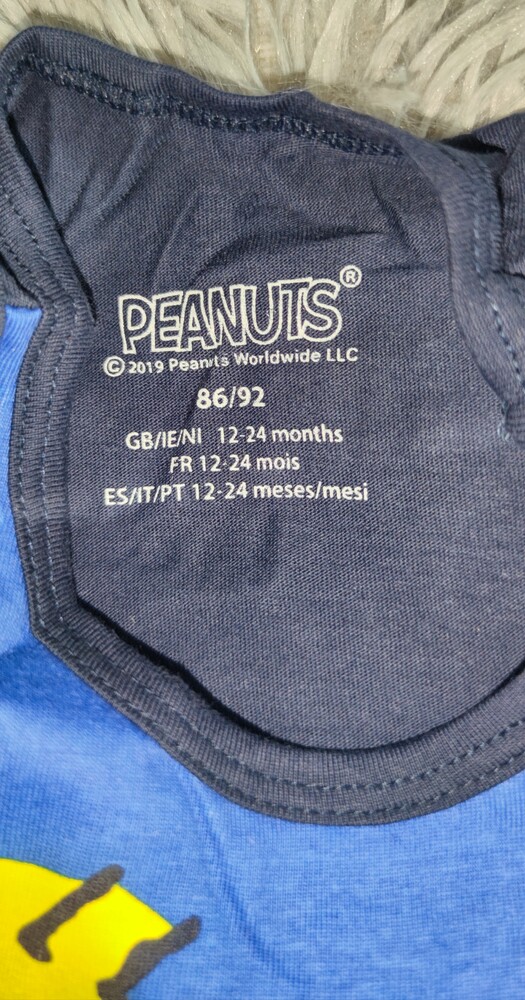 PEANUTS®
© 2019 Peanuts Worldwide LLC
86/92
GB/IE/NI 12-24 months
FR 12-24 mois
ES/IT/PT 12-24 meses/mesi